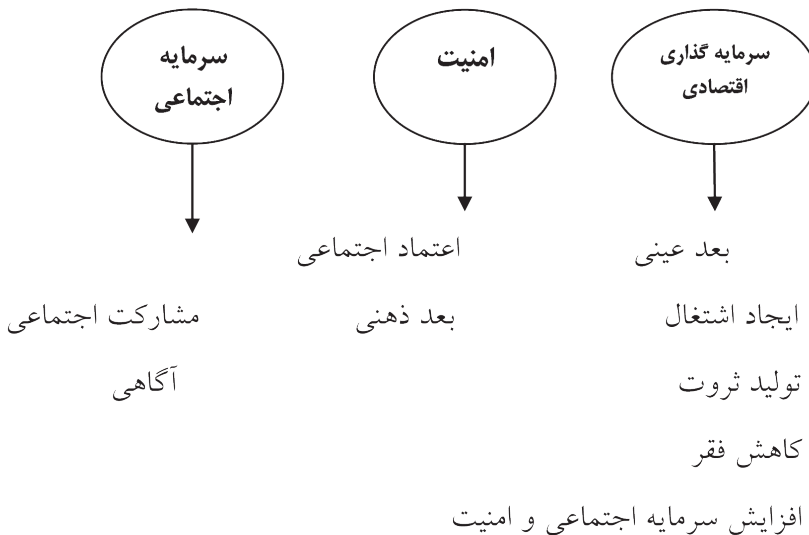 سرمایه گذاری
اقتصادی
امنیت
سرمایه
اجتماعی
بعد عینی
اعتماد اجتماعی
ایجاد اشتغال
بعد ذهنی
مشارکت اجتماعی
تولید ثروت
آگاهی
کاهش فقر
افزایش سرمایه اجتماعی و امنیت